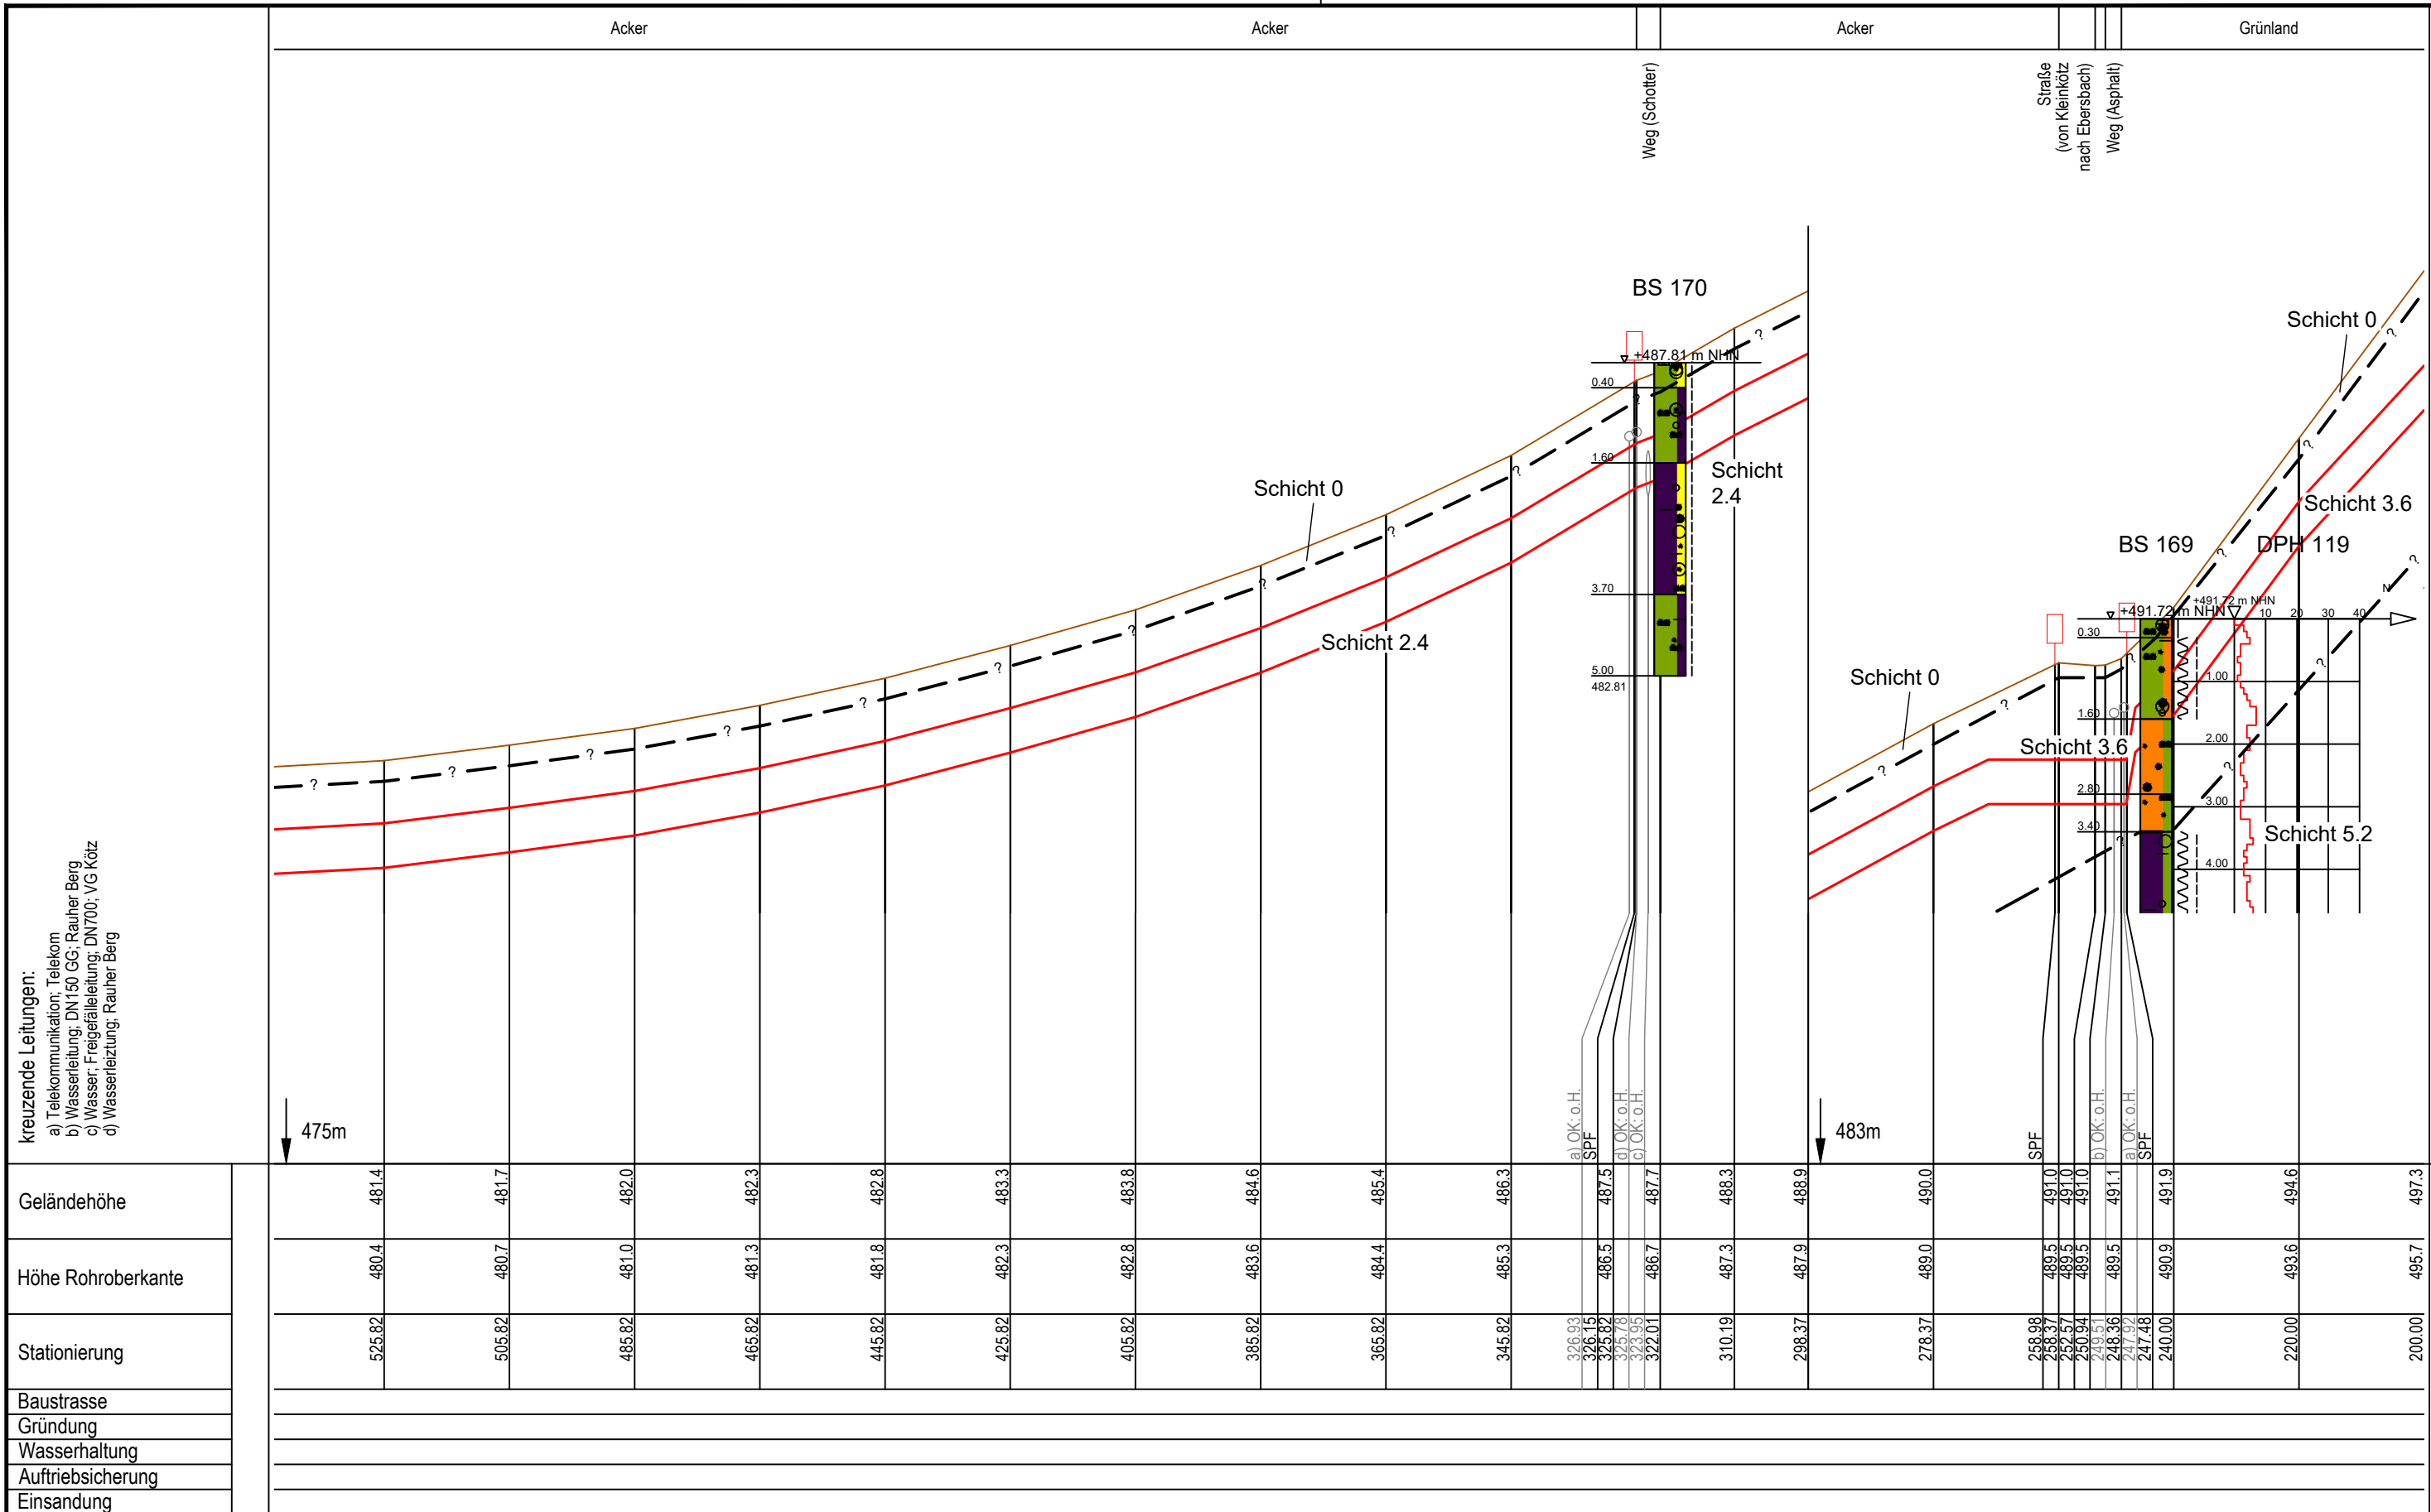 Acker
Acker
Acker
Grünland
Weg (Schotter)
Straße
(von Kleinkötz
nach Ebersbach)
Weg (Asphalt)
BS 170
+487.81 m NHN
0.40
1.60
3.70
5.00
482.81
Schicht
2.4
Schicht 0
Schicht 2.4
Schicht 0
Schicht 3.6
BS 169
DPH 119
+491.72 m NHN
+491.72 m NHN
10
20
30
40
N
0.30
1.60
2.80
3.40
1.00
2.00
3.00
4.00
Schicht 0
Schicht 3.6
Schicht 5.2
kreuzende Leitungen:
a) Telekommunikation; Telekom
b) Wasserleitung; DN150 GG; Rauher Berg
c) Wasser; Freigefälleleitung; DN700; VG Kötz
d) Wasserleiztung; Rauher Berg
475m
483m
a) OK: o.H.
SPF
d) OK: o.H.
c) OK: o.H.
SPF
b) OK: o.H.
a) OK: o.H.
SPF
Geländehöhe
481.4
481.7
482.0
482.3
482.8
483.3
483.8
484.6
485.4
486.3
487.5
487.7
488.3
488.9
490.0
491.0
491.0
491.0
491.1
491.9
494.6
497.3
Höhe Rohroberkante
480.4
480.7
481.0
481.3
481.8
482.3
482.8
483.6
484.4
485.3
486.5
486.7
487.3
487.9
489.0
489.5
489.5
489.5
489.5
490.9
493.6
495.7
Stationierung
525.82
505.82
485.82
465.82
445.82
425.82
405.82
385.82
365.82
345.82
326.93
326.15
325.82
325.78
323.95
322.01
310.19
298.37
278.37
258.98
258.37
252.57
250.94
249.51
248.36
247.92
247.48
240.00
220.00
200.00
Baustrasse
Gründung
Wasserhaltung
Auftriebsicherung
Einsandung